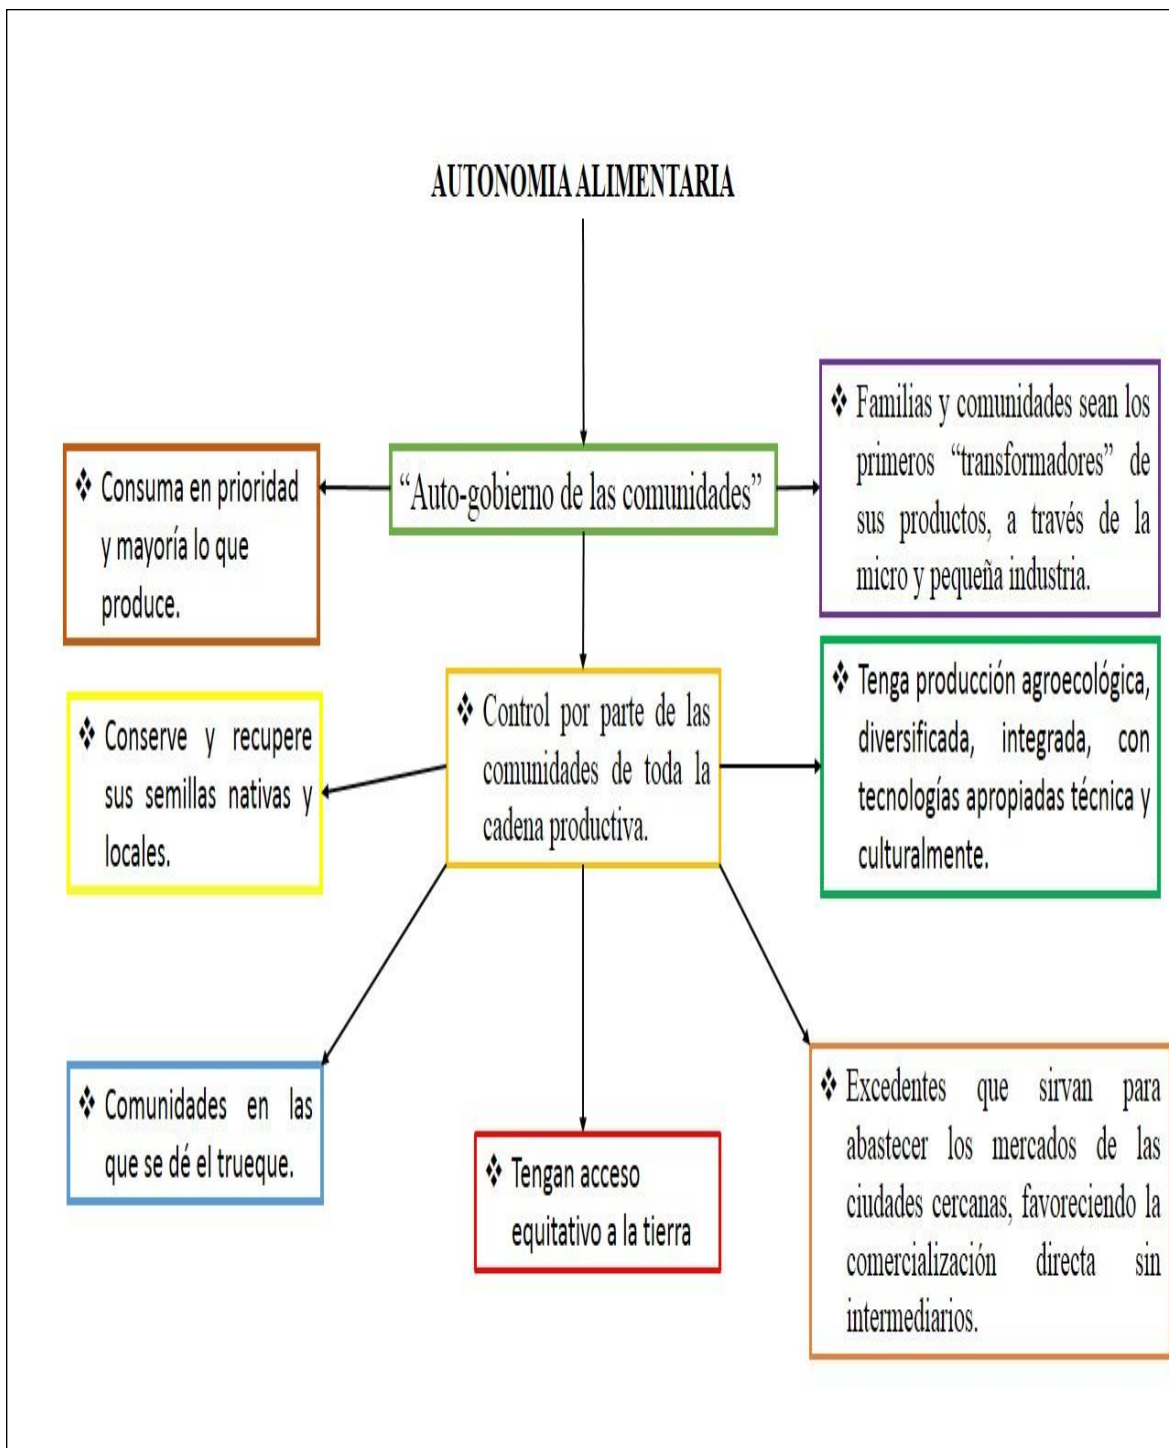 AUTONOMIA ALIMENTARIA
“Auto-gobierno de las comunidades”
❖ Consuma en prioridad
y mayoría lo que
produce.
❖ Familias y comunidades sean los
primeros “transformadores” de
sus productos, a través de la
micro y pequeña industria.
❖ Control por parte de las
comunidades de toda la
cadena productiva.
❖ Conserve y recupere
sus semillas nativas y
locales.
❖ Tenga producción agroecológica,
diversificada, integrada, con
tecnologías apropiadas técnica y
culturalmente.
❖ Comunidades en las
que se dé el trueque.
❖ Tengan acceso
equitativo a la tierra
❖ Excedentes que sirvan para
abastecer los mercados de las
ciudades cercanas, favoreciendo la
comercialización directa sin
intermediarios.